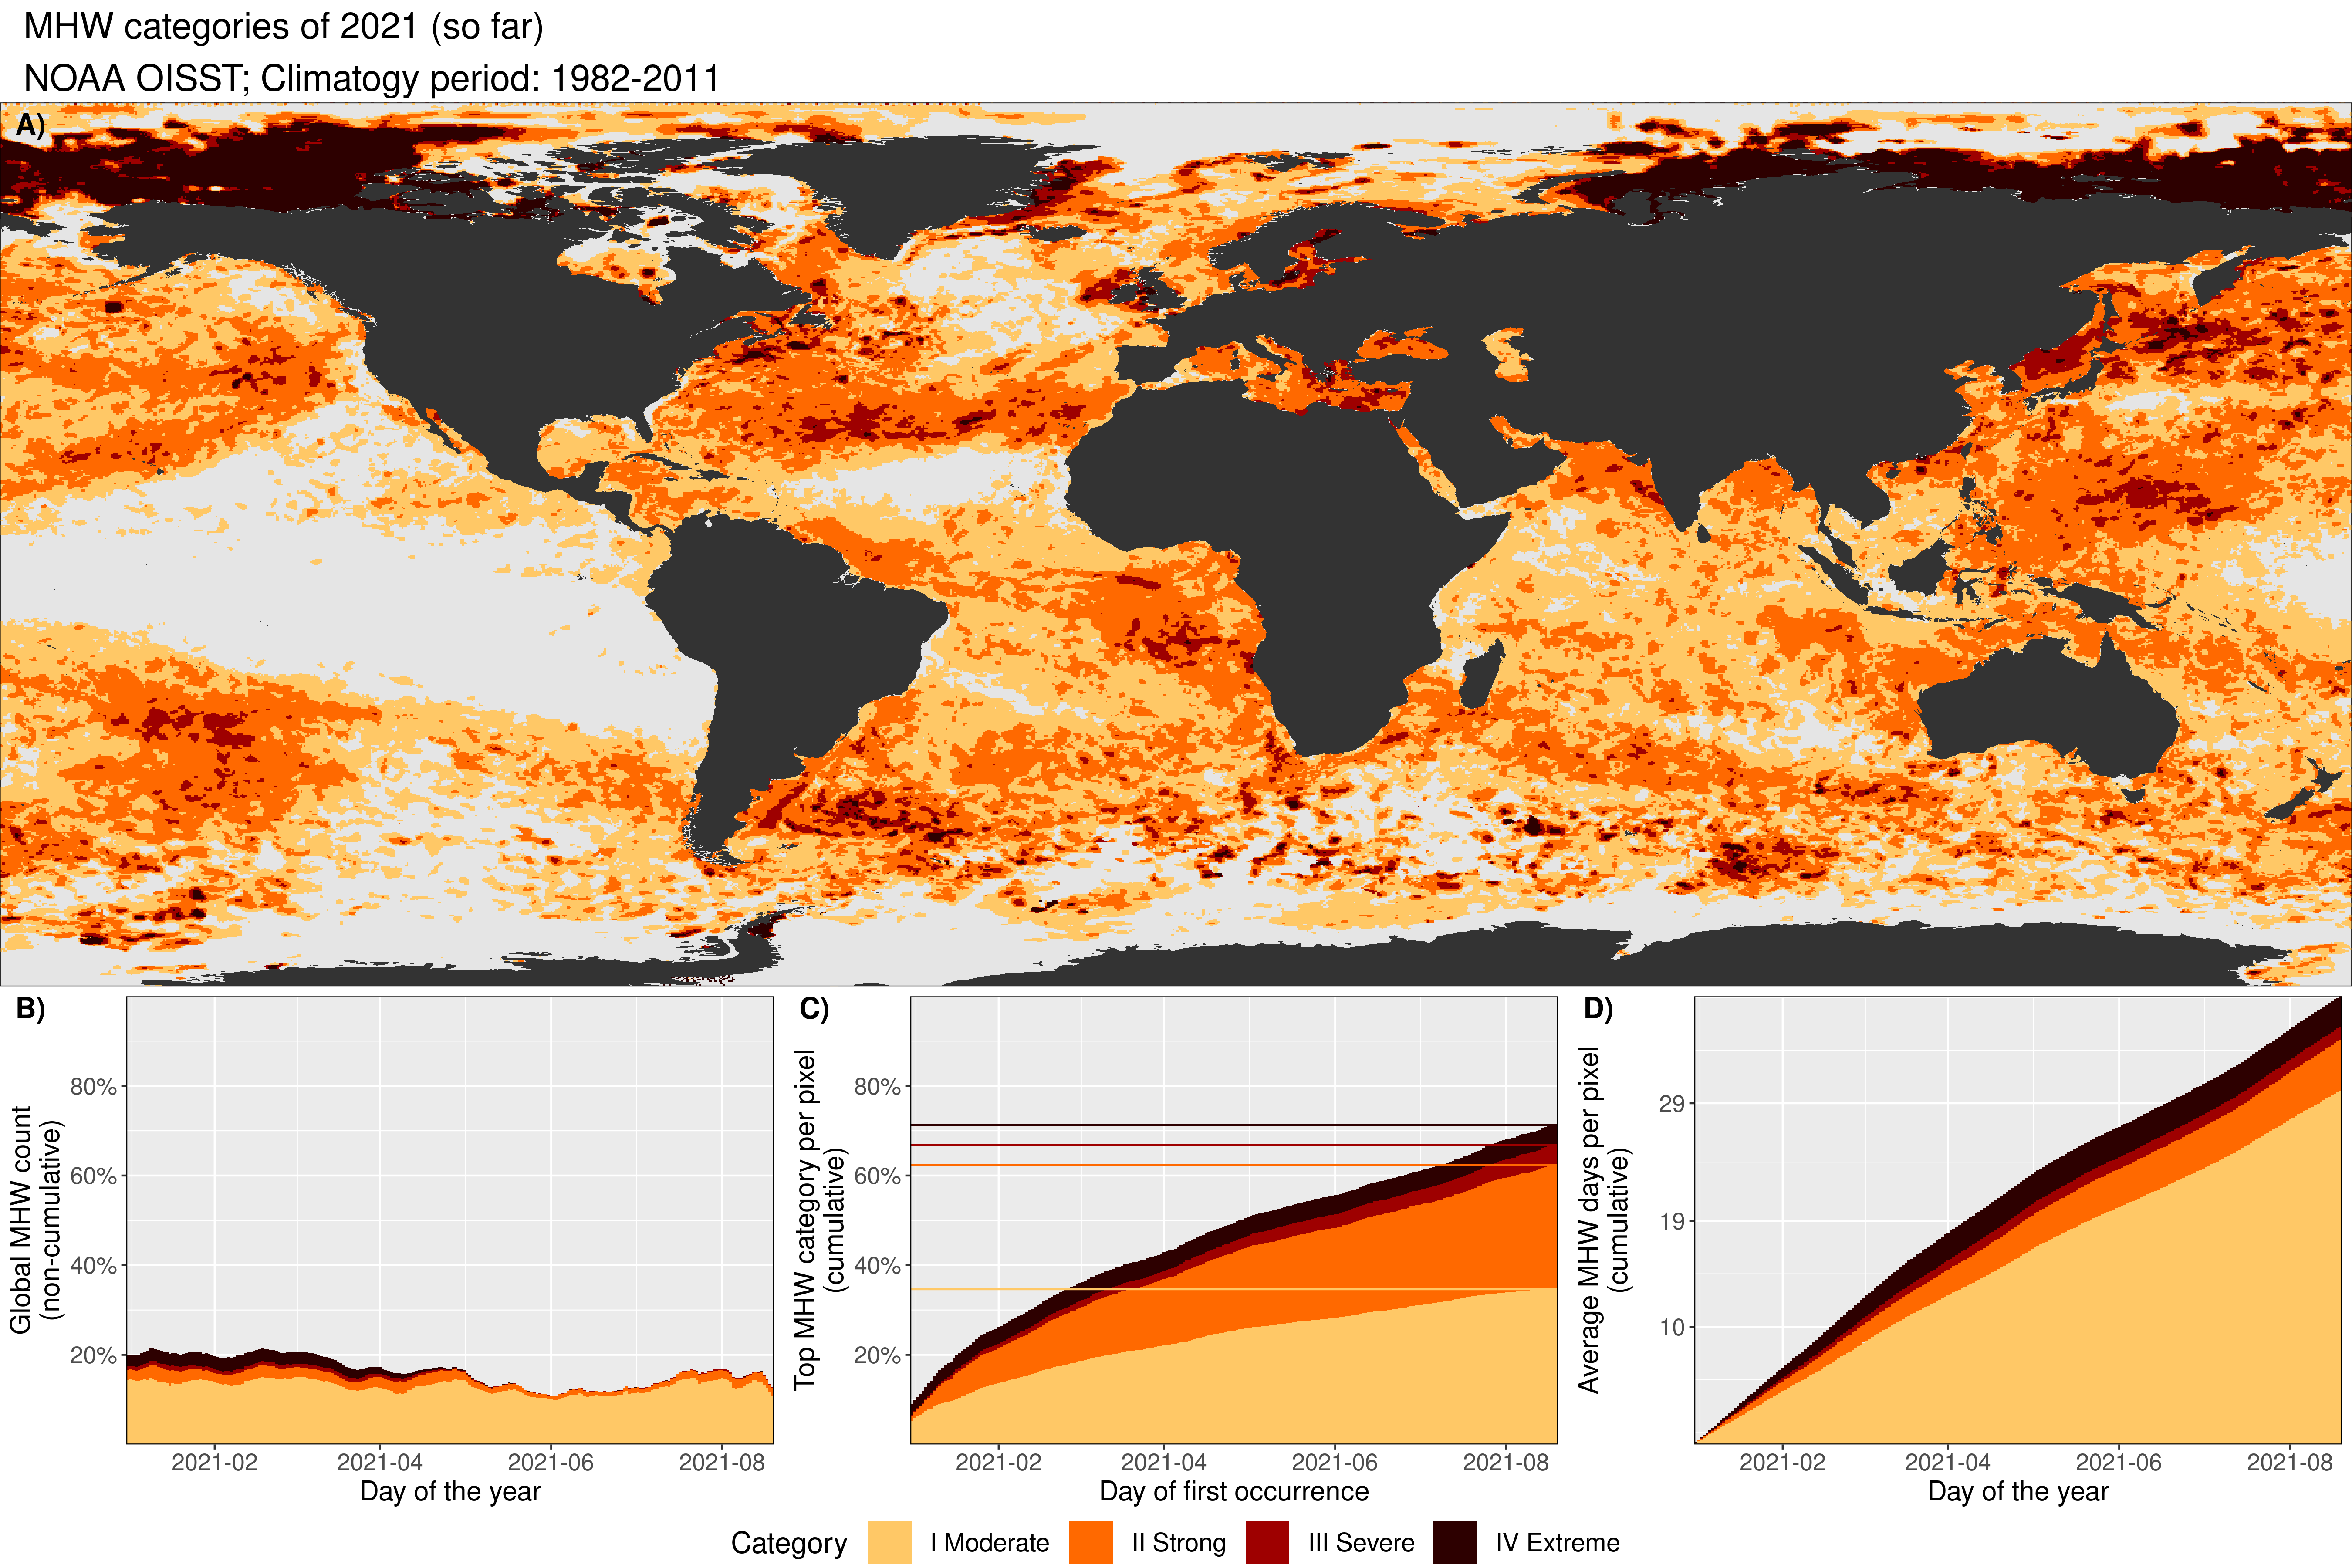 MHW categories of 2021 (so far)
NOAA OISST; Climatogy period: 1982-2011
A)
B)
Global MHW count
(non-cumulative)
80%
60%
40%
20%
2021-02 2021-04 2021-06 2021-08
Day of the year
C)
Top MHW category per pixel
(cumulative)
80%
60%
40%
20%
2021-02 2021-04 2021-06 2021-08
Day of first occurrence
D)
Average MHW days per pixel
(cumulative)
29
19
10
2021-02 2021-04 2021-06 2021-08
Day of the year
Category I Moderate II Strong III Severe IV Extreme